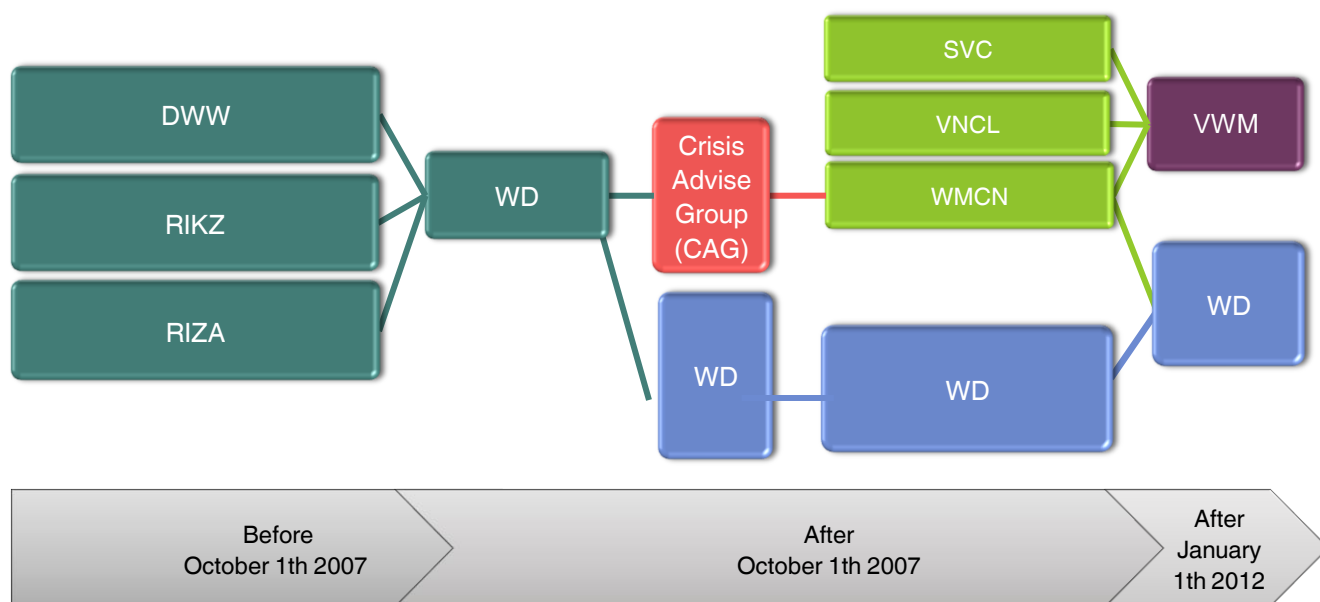 DWW
RIKZ
RIZA
WD
Crisis
Advise
Group
(CAG)
WD
SVC
VNCL
WMCN
WD
VWM
WD
Before
October 1th 2007
After
October 1th 2007
After
January
1th 2012